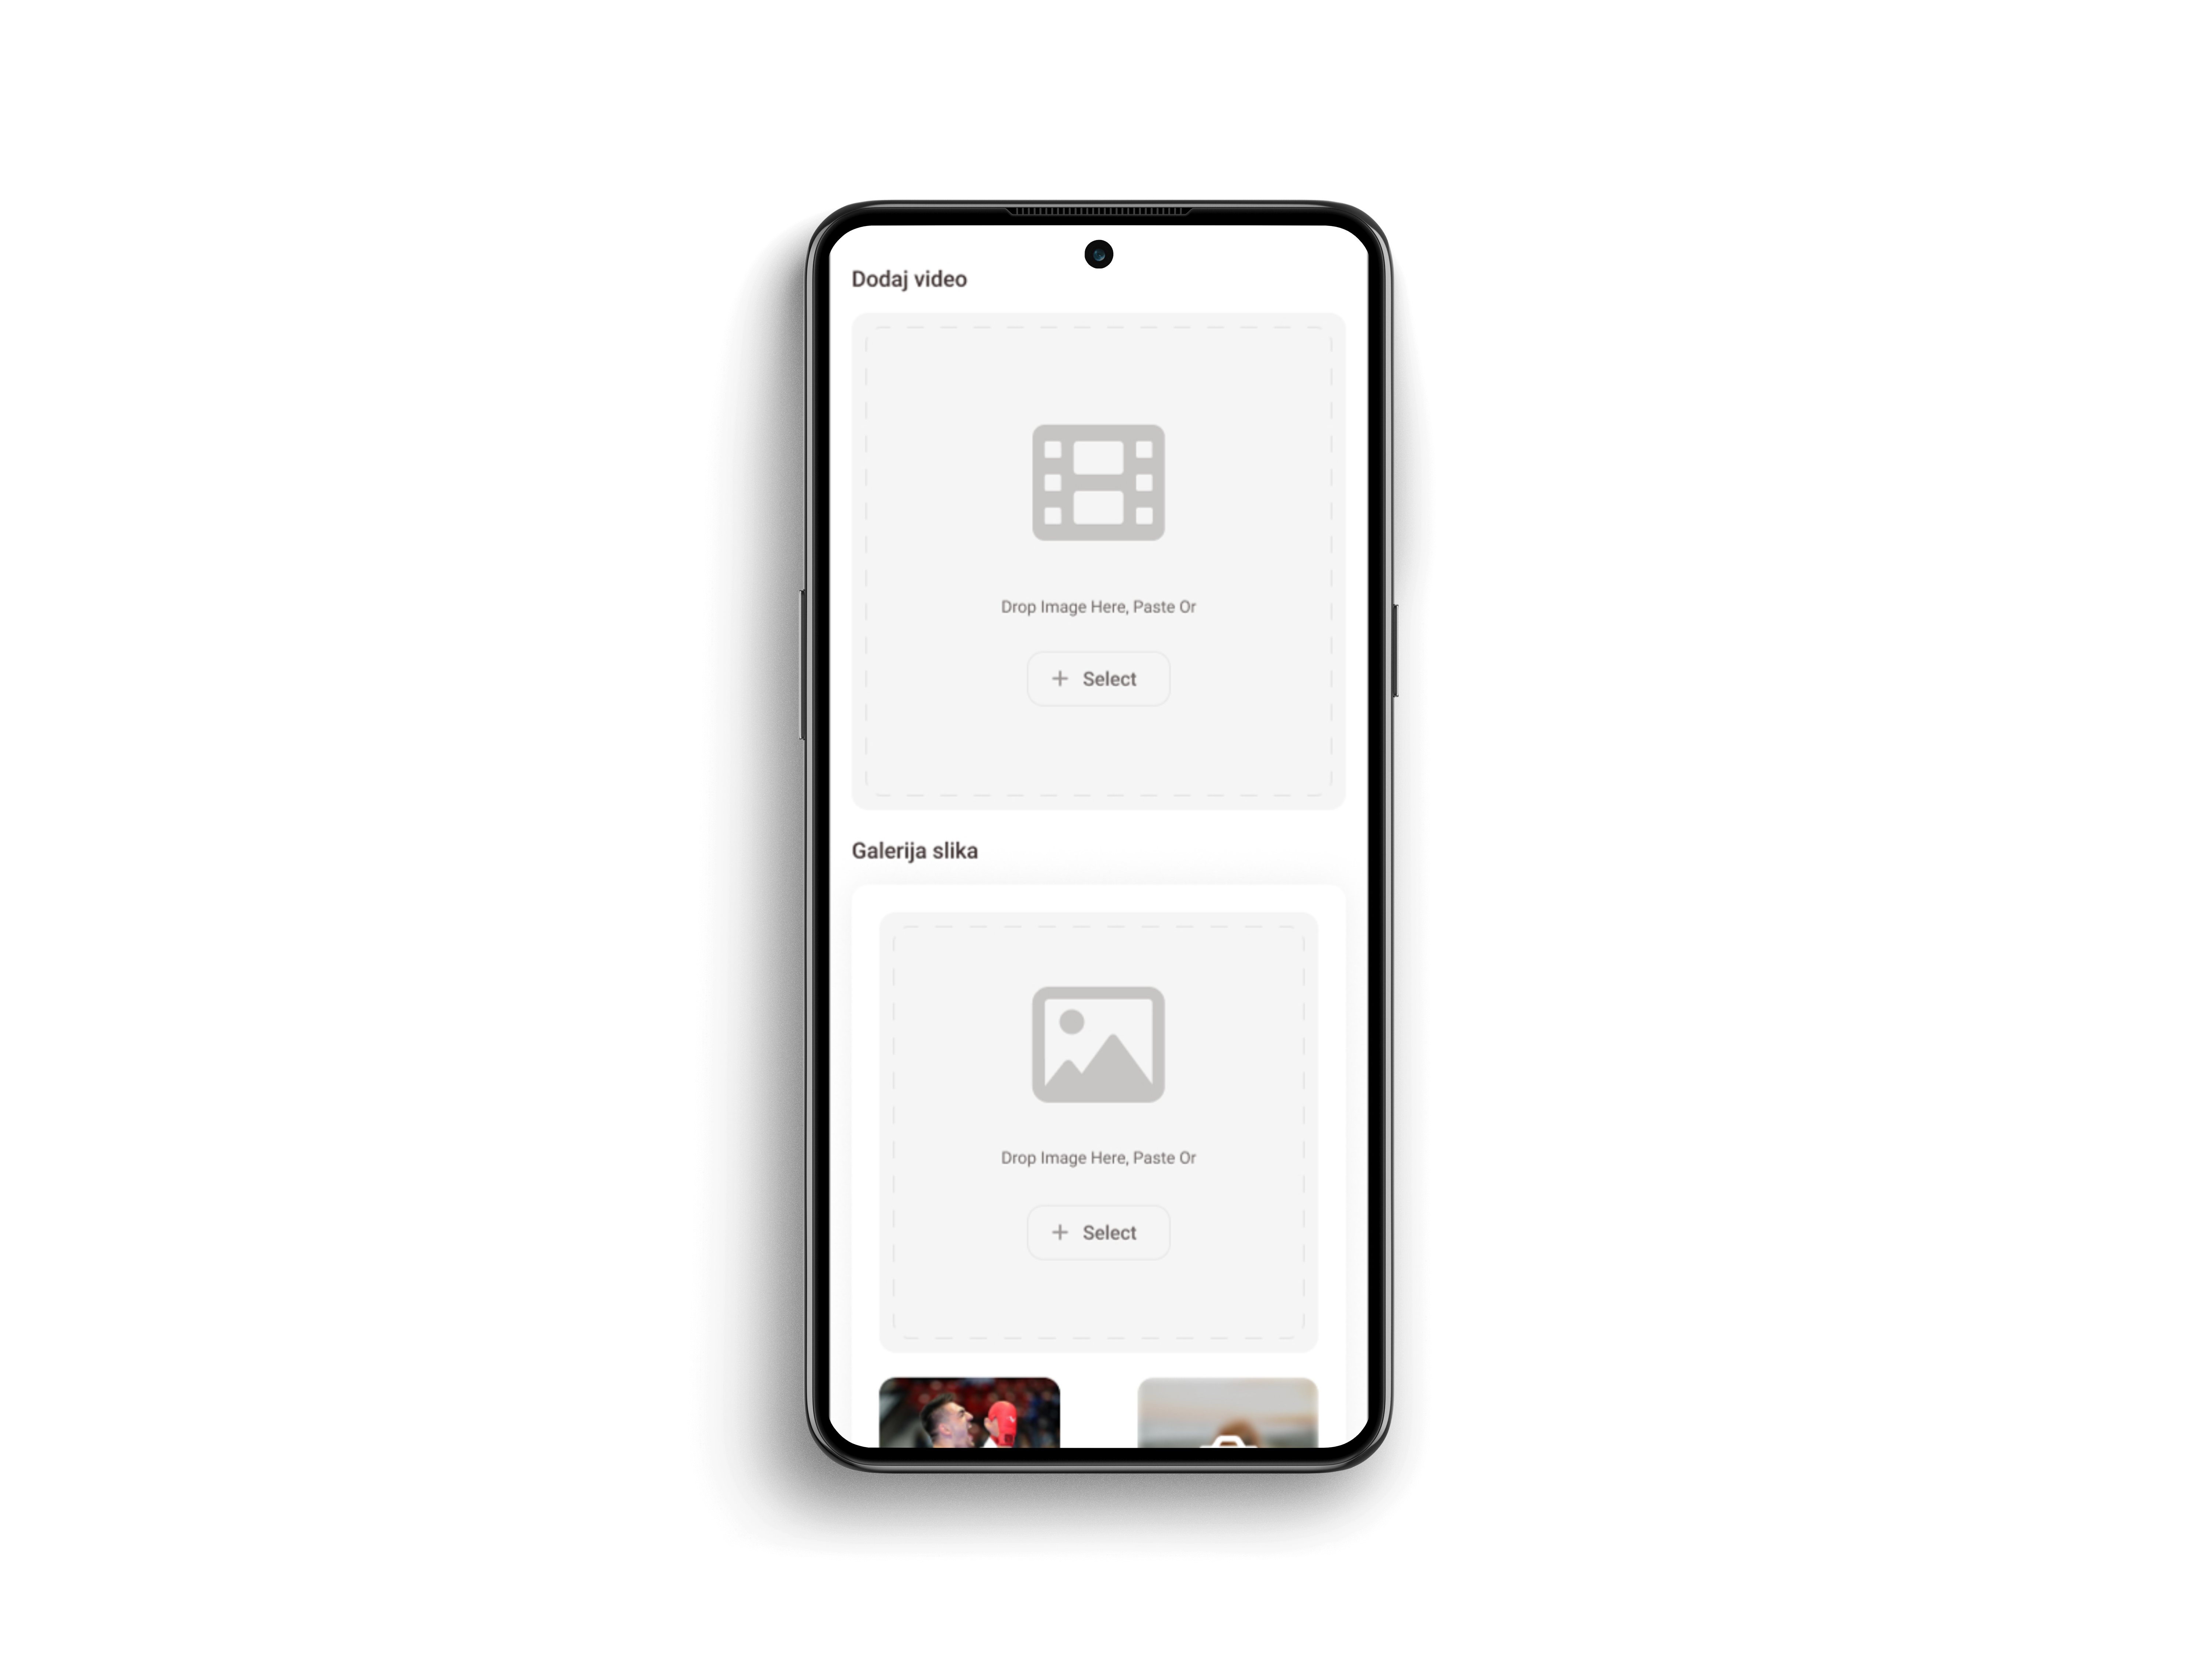 Dodaj video
Drop Image Here, Paste Or
+ Select
Galerija slika
Drop Image Here, Paste Or
+ Select